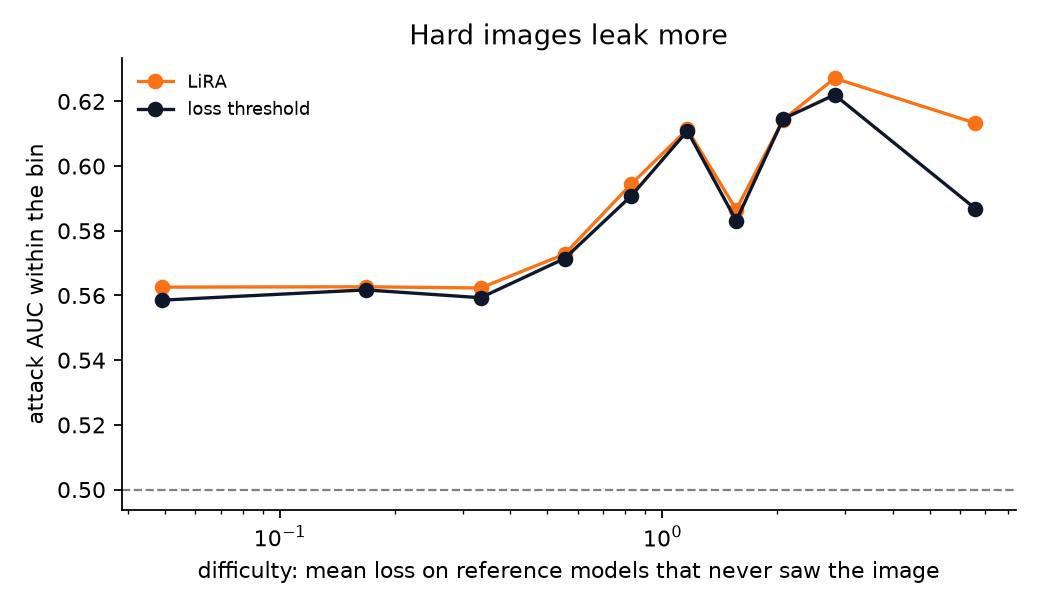 Hard images leak more
LiRA
loss threshold
attack AUC within the bin
0.62
0.60
0.58
0.56
0.54
0.52
0.50
10⁻¹
10⁰
difficulty: mean loss on reference models that never saw the image